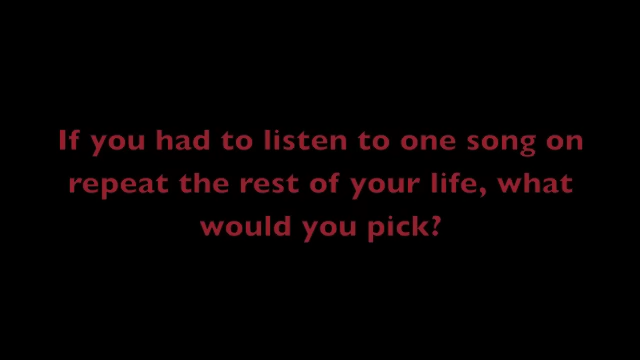 If you had to listen to one song on
repeat the rest of your life, what
would you pick?